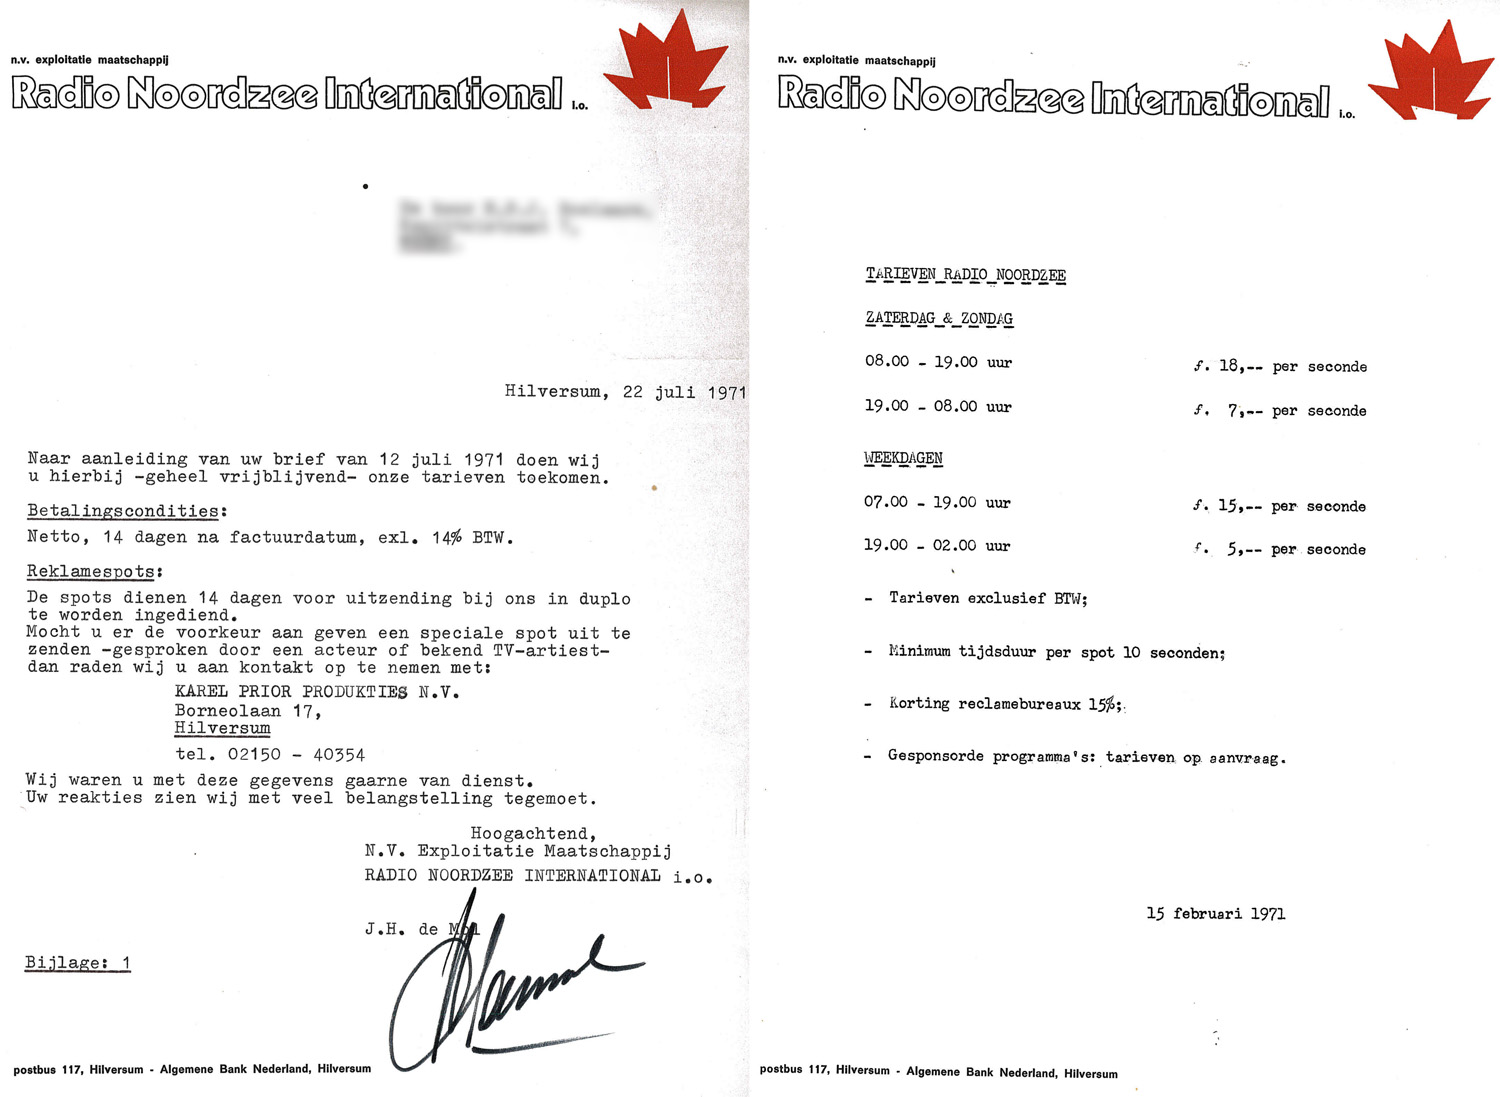 n.v. exploitatie maatschappij
Radio Noordzee International i.o.
Hilversum, 22 juli 1971
Naar aanleiding van uw brief van 12 juli 1971 doen wij
u hierbij -geheel vrijblijvend- onze tarieven toekomen.
Betalingscondities:
Netto, 14 dagen na factuurdatum, exl. 14% BTW.
Reklamespots:
De spots dienen 14 dagen voor uitzending bij ons in duplo
te worden ingediend.
Mocht u er de voorkeur aan geven een speciale spot uit te
zenden -gesproken door een acteur of bekend TV-artiest-
dan raden wij u aan kontakt op te nemen met:
KAREL PRIOR PRODUKTIES N.V.
Borneolaan 17,
Hilversum
tel. 02150 - 40354
Wij waren u met deze gegevens gaarne van dienst.
Uw reakties zien wij met veel belangstelling tegemoet.
Hoogachtend,
N.V. Exploitatie Maatschappij
RADIO NOORDZEE INTERNATIONAL i.o.
J.H. de Mol
Bijlage: 1
postbus 117, Hilversum - Algemene Bank Nederland, Hilversum
n.v. exploitatie maatschappij
Radio Noordzee International i.o.
TARIEVEN RADIO NOORDZEE
ZATERDAG & ZONDAG
08.00 - 19.00 uur f. 18,-- per seconde
19.00 - 08.00 uur f. 7,-- per seconde
WEEKDAGEN
07.00 - 19.00 uur f. 15,-- per seconde
19.00 - 02.00 uur f. 5,-- per seconde
- Tarieven exclusief BTW;
- Minimum tijdsduur per spot 10 seconden;
- Korting reclamebureaux 15%;
- Gesponsorde programma's: tarieven op aanvraag.
15 februari 1971
postbus 117, Hilversum - Algemene Bank Nederland, Hilversum